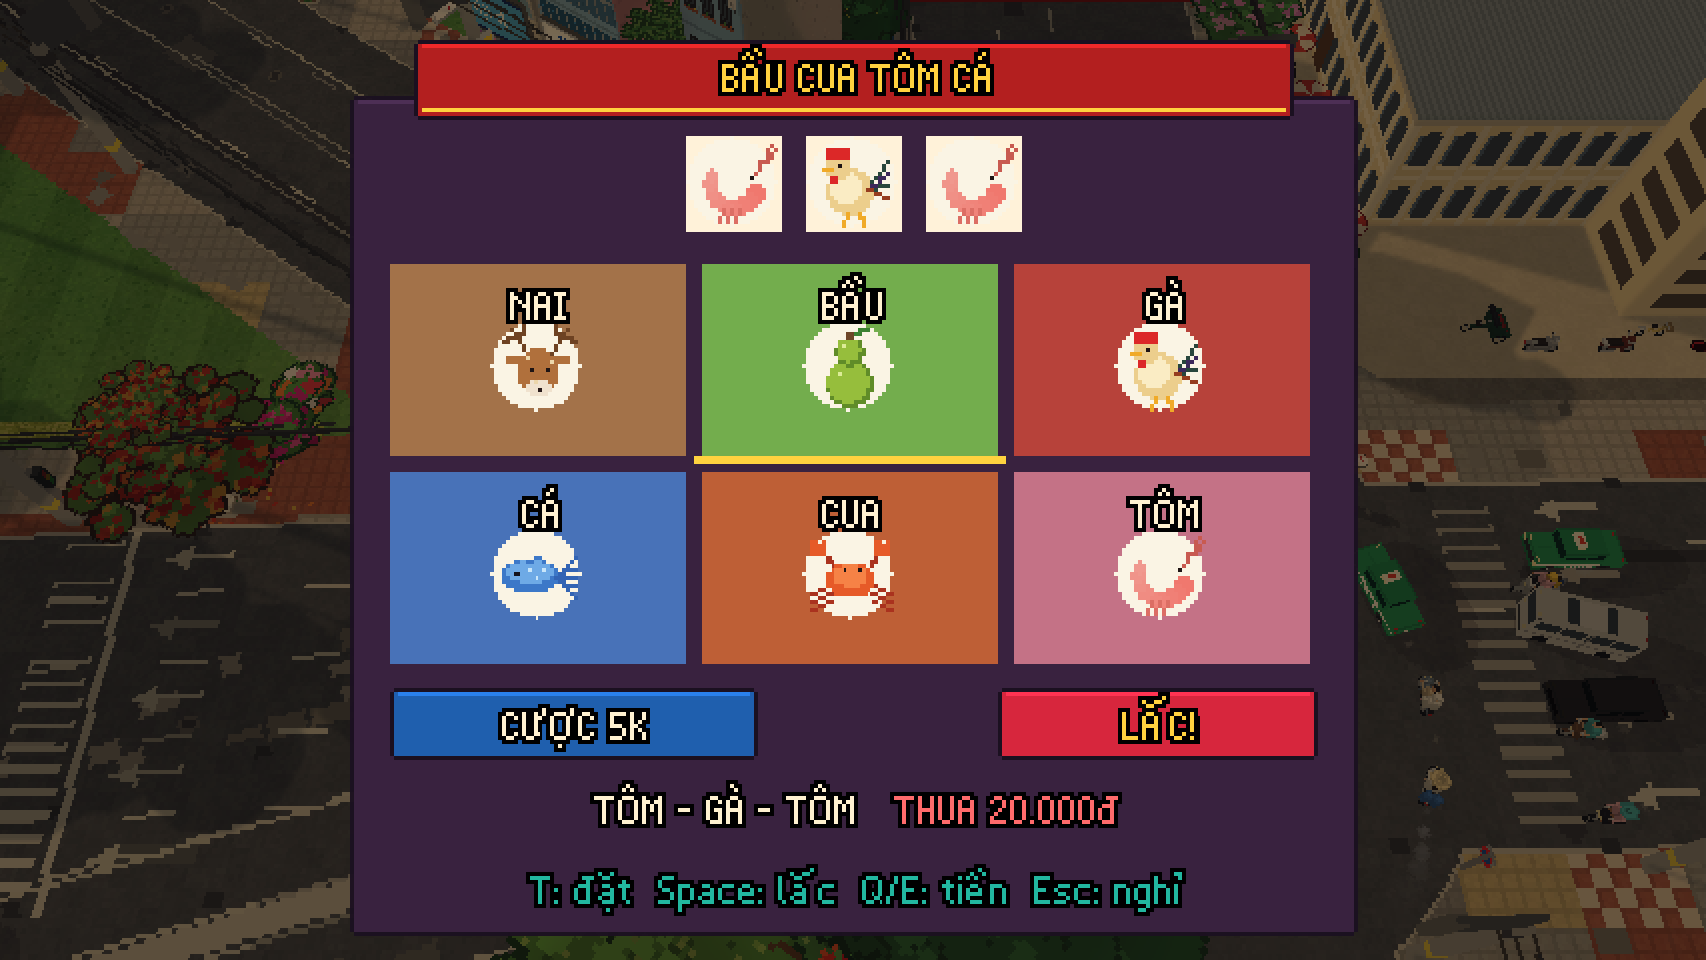 BẦU CUA TÔM CÁ
NAI
BẦU
GÀ
CÁ
CUA
TÔM
CƯỢC 5K
LẮC!
TÔM - GÀ - TÔM THUA 20.000đ
T: đặt Space: lắc Q/E: tiền Esc: nghỉ